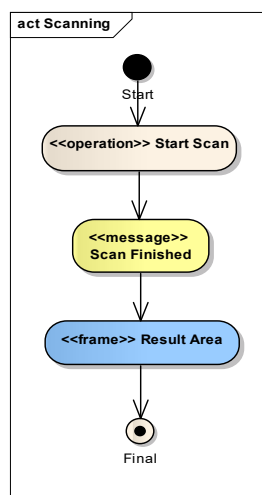 act Scanning
Start
<<operation>> Start Scan
<<message>>
Scan Finished
<<frame>> Result Area
Final